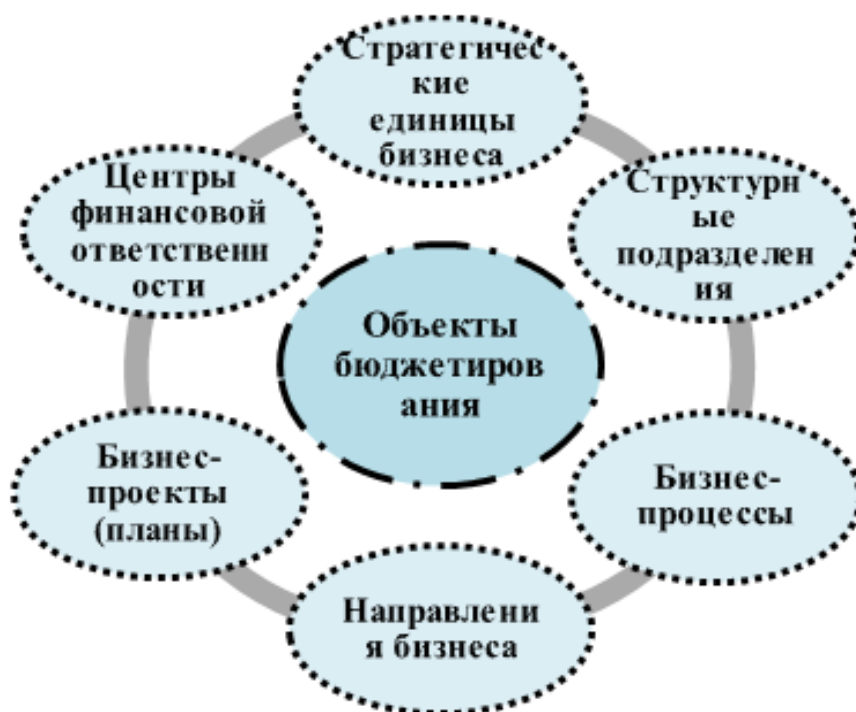 Стратегичес
кие
единицы
бизнеса
Центры
финансовой
ответственн
ости
Структурн
ые
подразделен
ия
Объекты
бюджетиров
ания
Бизнес-
проекты
(планы)
Бизнес-
процессы
Направлени
я бизнеса